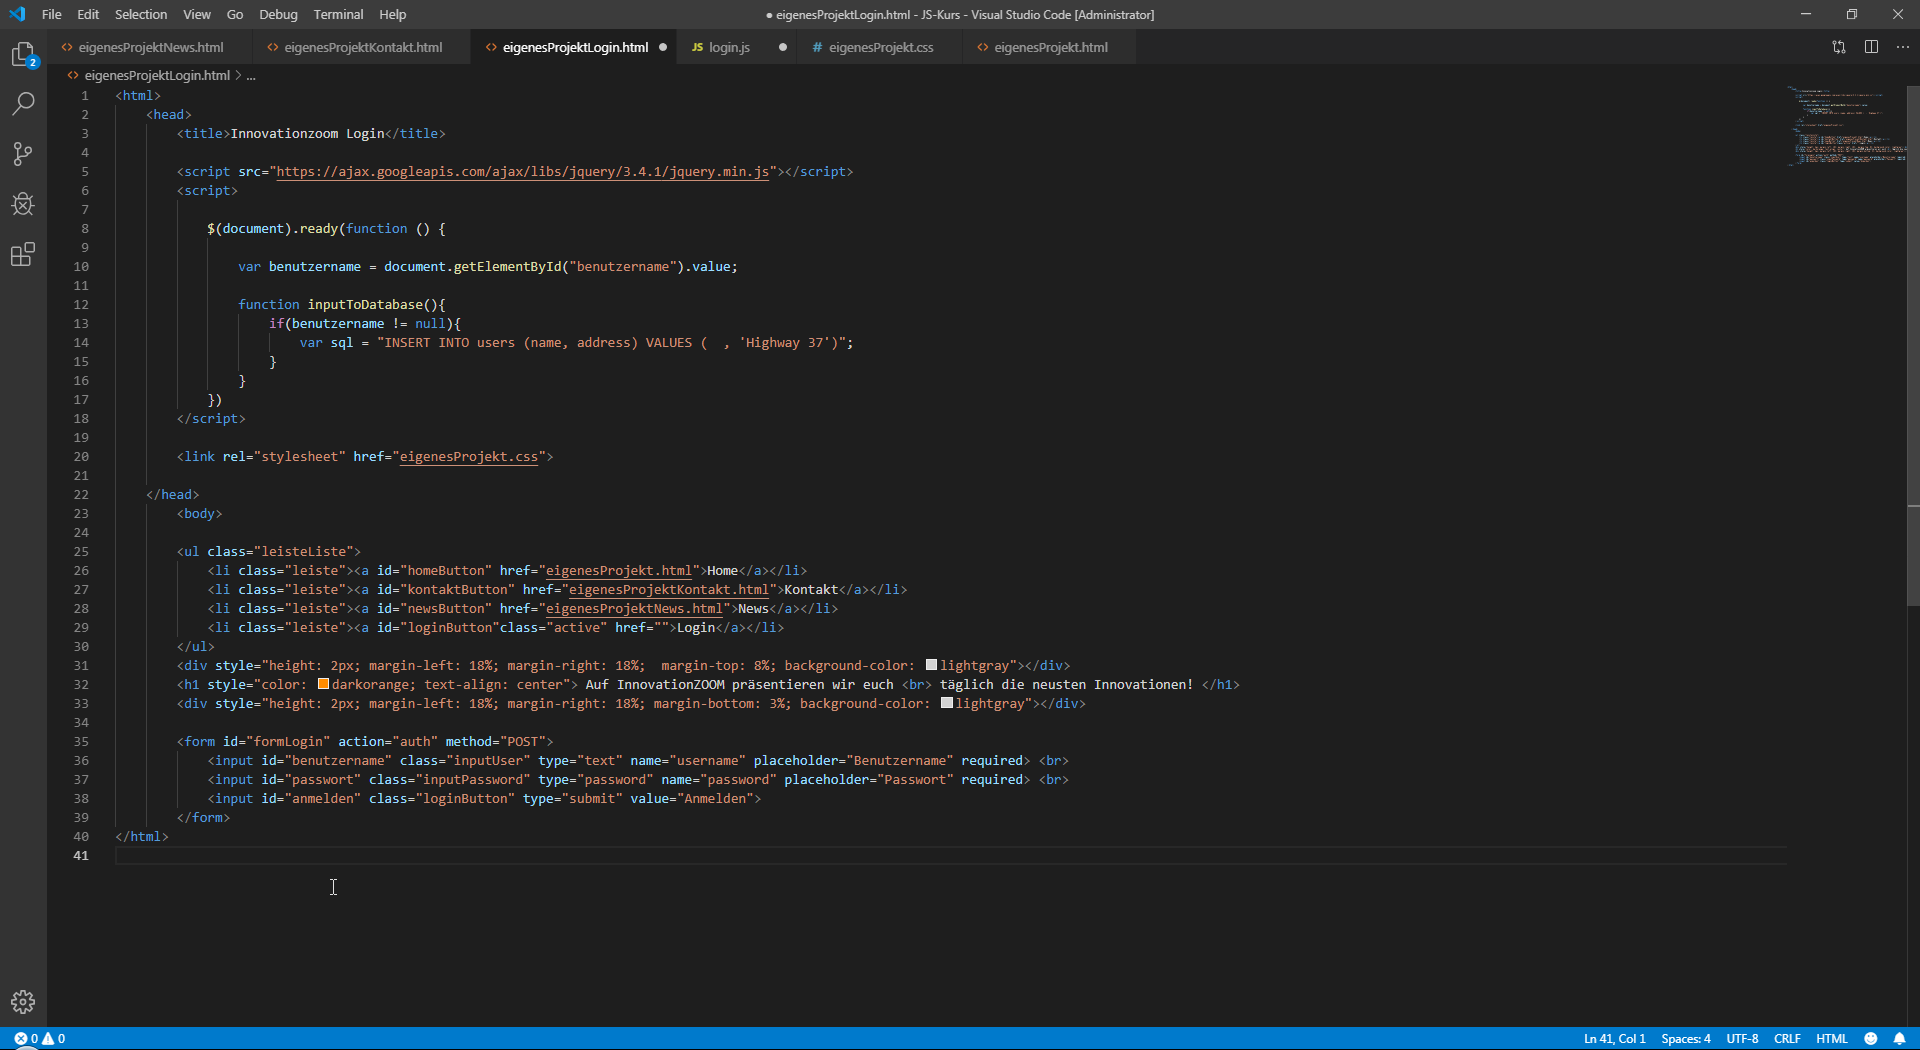 File Edit Selection View Go Debug Terminal Help
● eigenesProjektLogin.html - JS-Kurs - Visual Studio Code [Administrator]
eigenesProjektNews.html
eigenesProjektKontakt.html
eigenesProjektLogin.html ●
JS login.js ●
# eigenesProjekt.css
eigenesProjekt.html
2
eigenesProjektLogin.html > ...
1 <html>
2 <head>
3 <title>Innovationzoom Login</title>
4
5 <script src="https://ajax.googleapis.com/ajax/libs/jquery/3.4.1/jquery.min.js"></script>
6 <script>
7
8 $(document).ready(function () {
9
10 var benutzername = document.getElementById("benutzername").value;
11
12 function inputToDatabase(){
13 if(benutzername != null){
14 var sql = "INSERT INTO users (name, address) VALUES (  , 'Highway 37')";
15 }
16 }
17 })
18 </script>
19
20 <link rel="stylesheet" href="eigenesProjekt.css">
21
22 </head>
23 <body>
24
25 <ul class="leisteListe">
26 <li class="leiste"><a id="homeButton" href="eigenesProjekt.html">Home</a></li>
27 <li class="leiste"><a id="kontaktButton" href="eigenesProjektKontakt.html">Kontakt</a></li>
28 <li class="leiste"><a id="newsButton" href="eigenesProjektNews.html">News</a></li>
29 <li class="leiste"><a id="loginButton"class="active" href="">Login</a></li>
30 </ul>
31 <div style="height: 2px; margin-left: 18%; margin-right: 18%;  margin-top: 8%; background-color: lightgray"></div>
32 <h1 style="color: darkorange; text-align: center"> Auf InnovationZOOM präsentieren wir euch <br> täglich die neusten Innovationen! </h1>
33 <div style="height: 2px; margin-left: 18%; margin-right: 18%; margin-bottom: 3%; background-color: lightgray"></div>
34
35 <form id="formLogin" action="auth" method="POST">
36 <input id="benutzername" class="inputUser" type="text" name="username" placeholder="Benutzername" required> <br>
37 <input id="passwort" class="inputPassword" type="password" name="password" placeholder="Passwort" required> <br>
38 <input id="anmelden" class="loginButton" type="submit" value="Anmelden">
39 </form>
40 </html>
41
0 0
Ln 41, Col 1 Spaces: 4 UTF-8 CRLF HTML